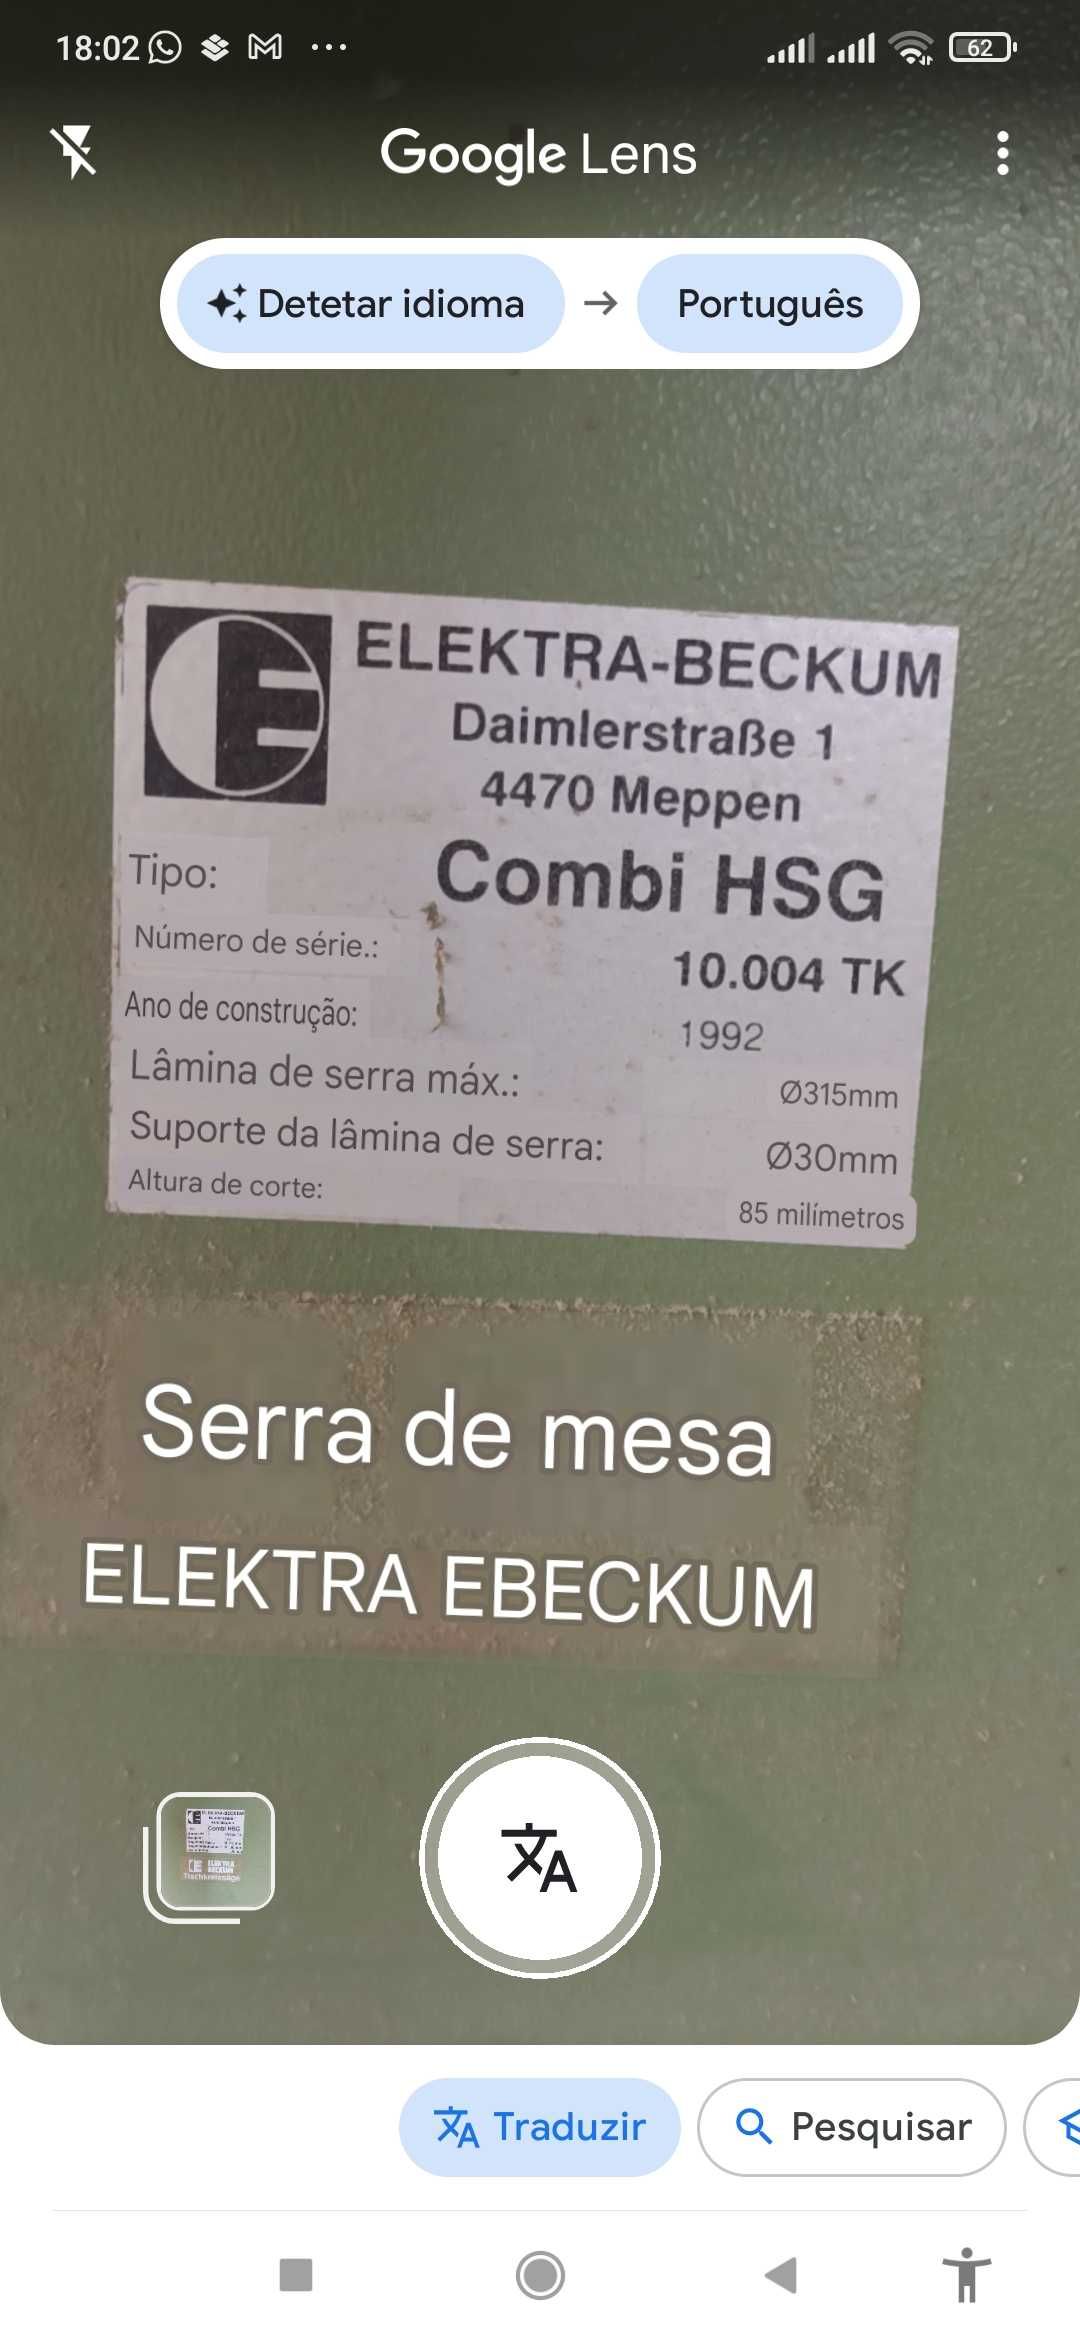 18:02
62
Google Lens
Detetar idioma → Português
ELEKTRA-BECKUM
Daimlerstraße 1
4470 Meppen
Tipo: Combi HSG
Número de série.: 10.004 TK
Ano de construção: 1992
Lâmina de serra máx.: Ø315mm
Suporte da lâmina de serra: Ø30mm
Altura de corte: 85 milímetros
Serra de mesa
ELEKTRA EBECKUM
Traduzir
Pesquisar